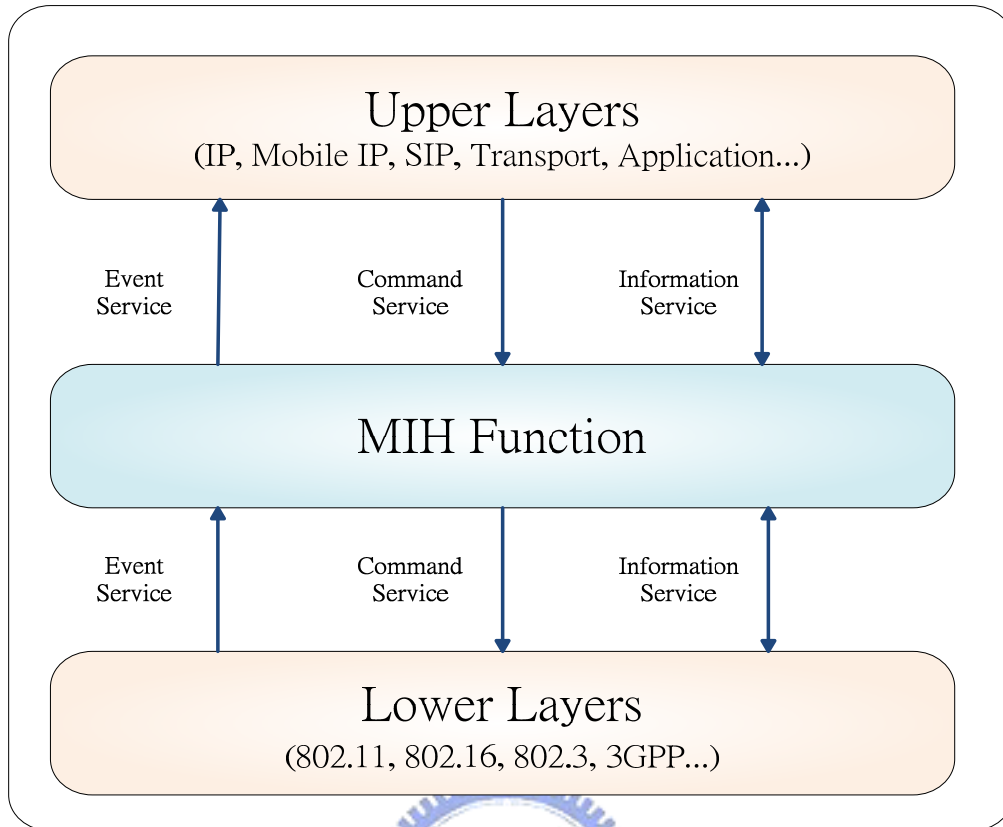 Upper Layers
(IP, Mobile IP, SIP, Transport, Application...)
Event
Service
Command
Service
Information
Service
MIH Function
Event
Service
Command
Service
Information
Service
Lower Layers
(802.11, 802.16, 802.3, 3GPP...)